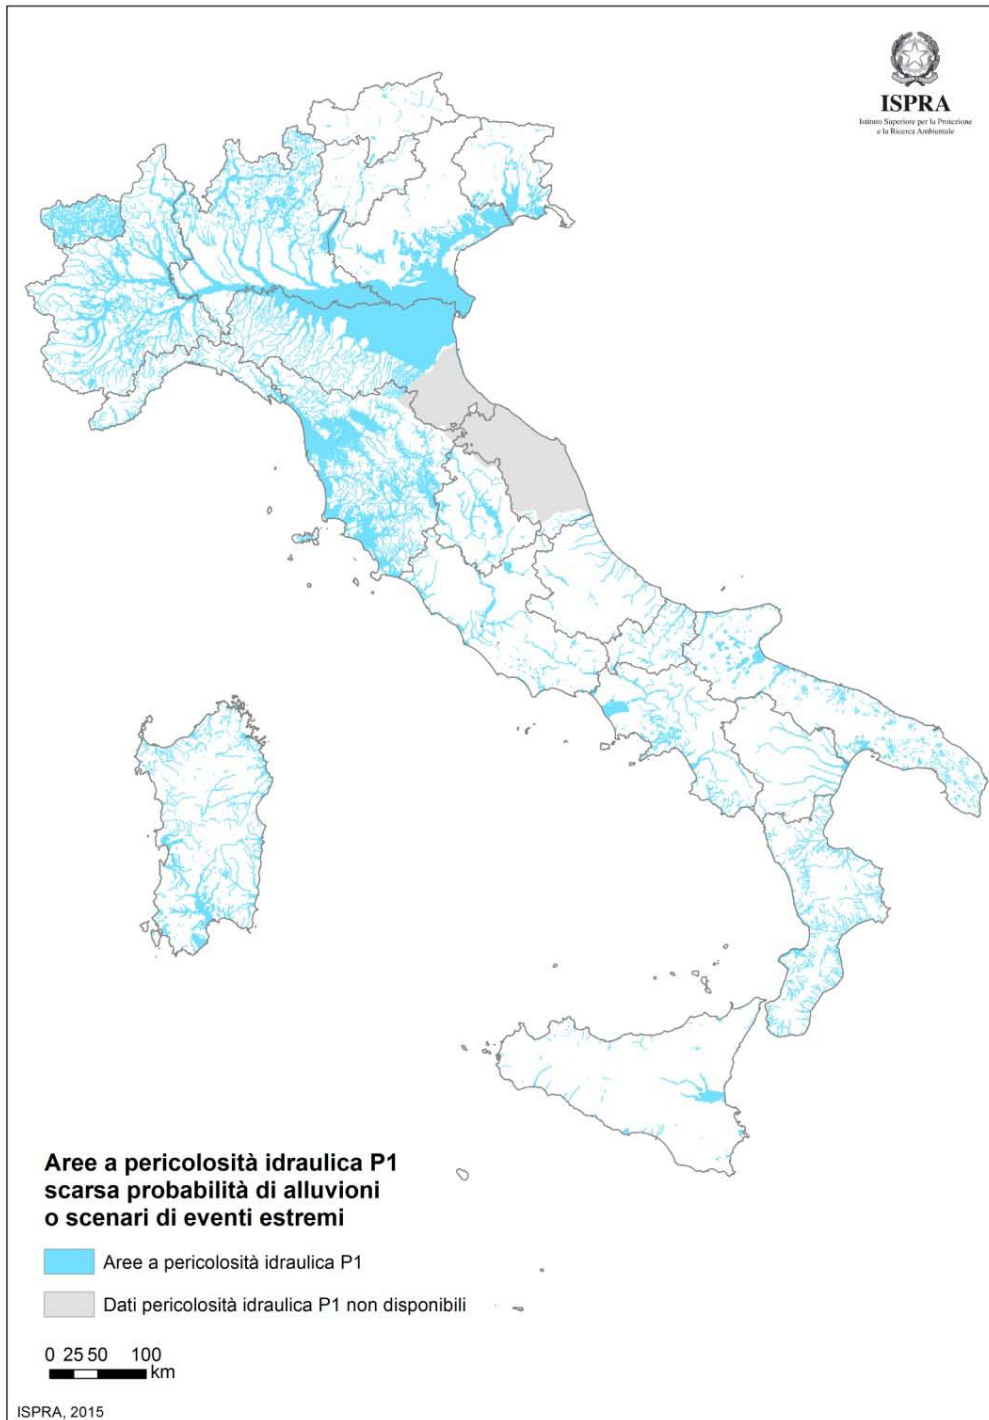 ISPRA
Istituto Superiore per la Protezione
e la Ricerca Ambientale
Aree a pericolosità idraulica P1
scarsa probabilità di alluvioni
o scenari di eventi estremi
Aree a pericolosità idraulica P1
Dati pericolosità idraulica P1 non disponibili
0 25 50 100
km
ISPRA, 2015